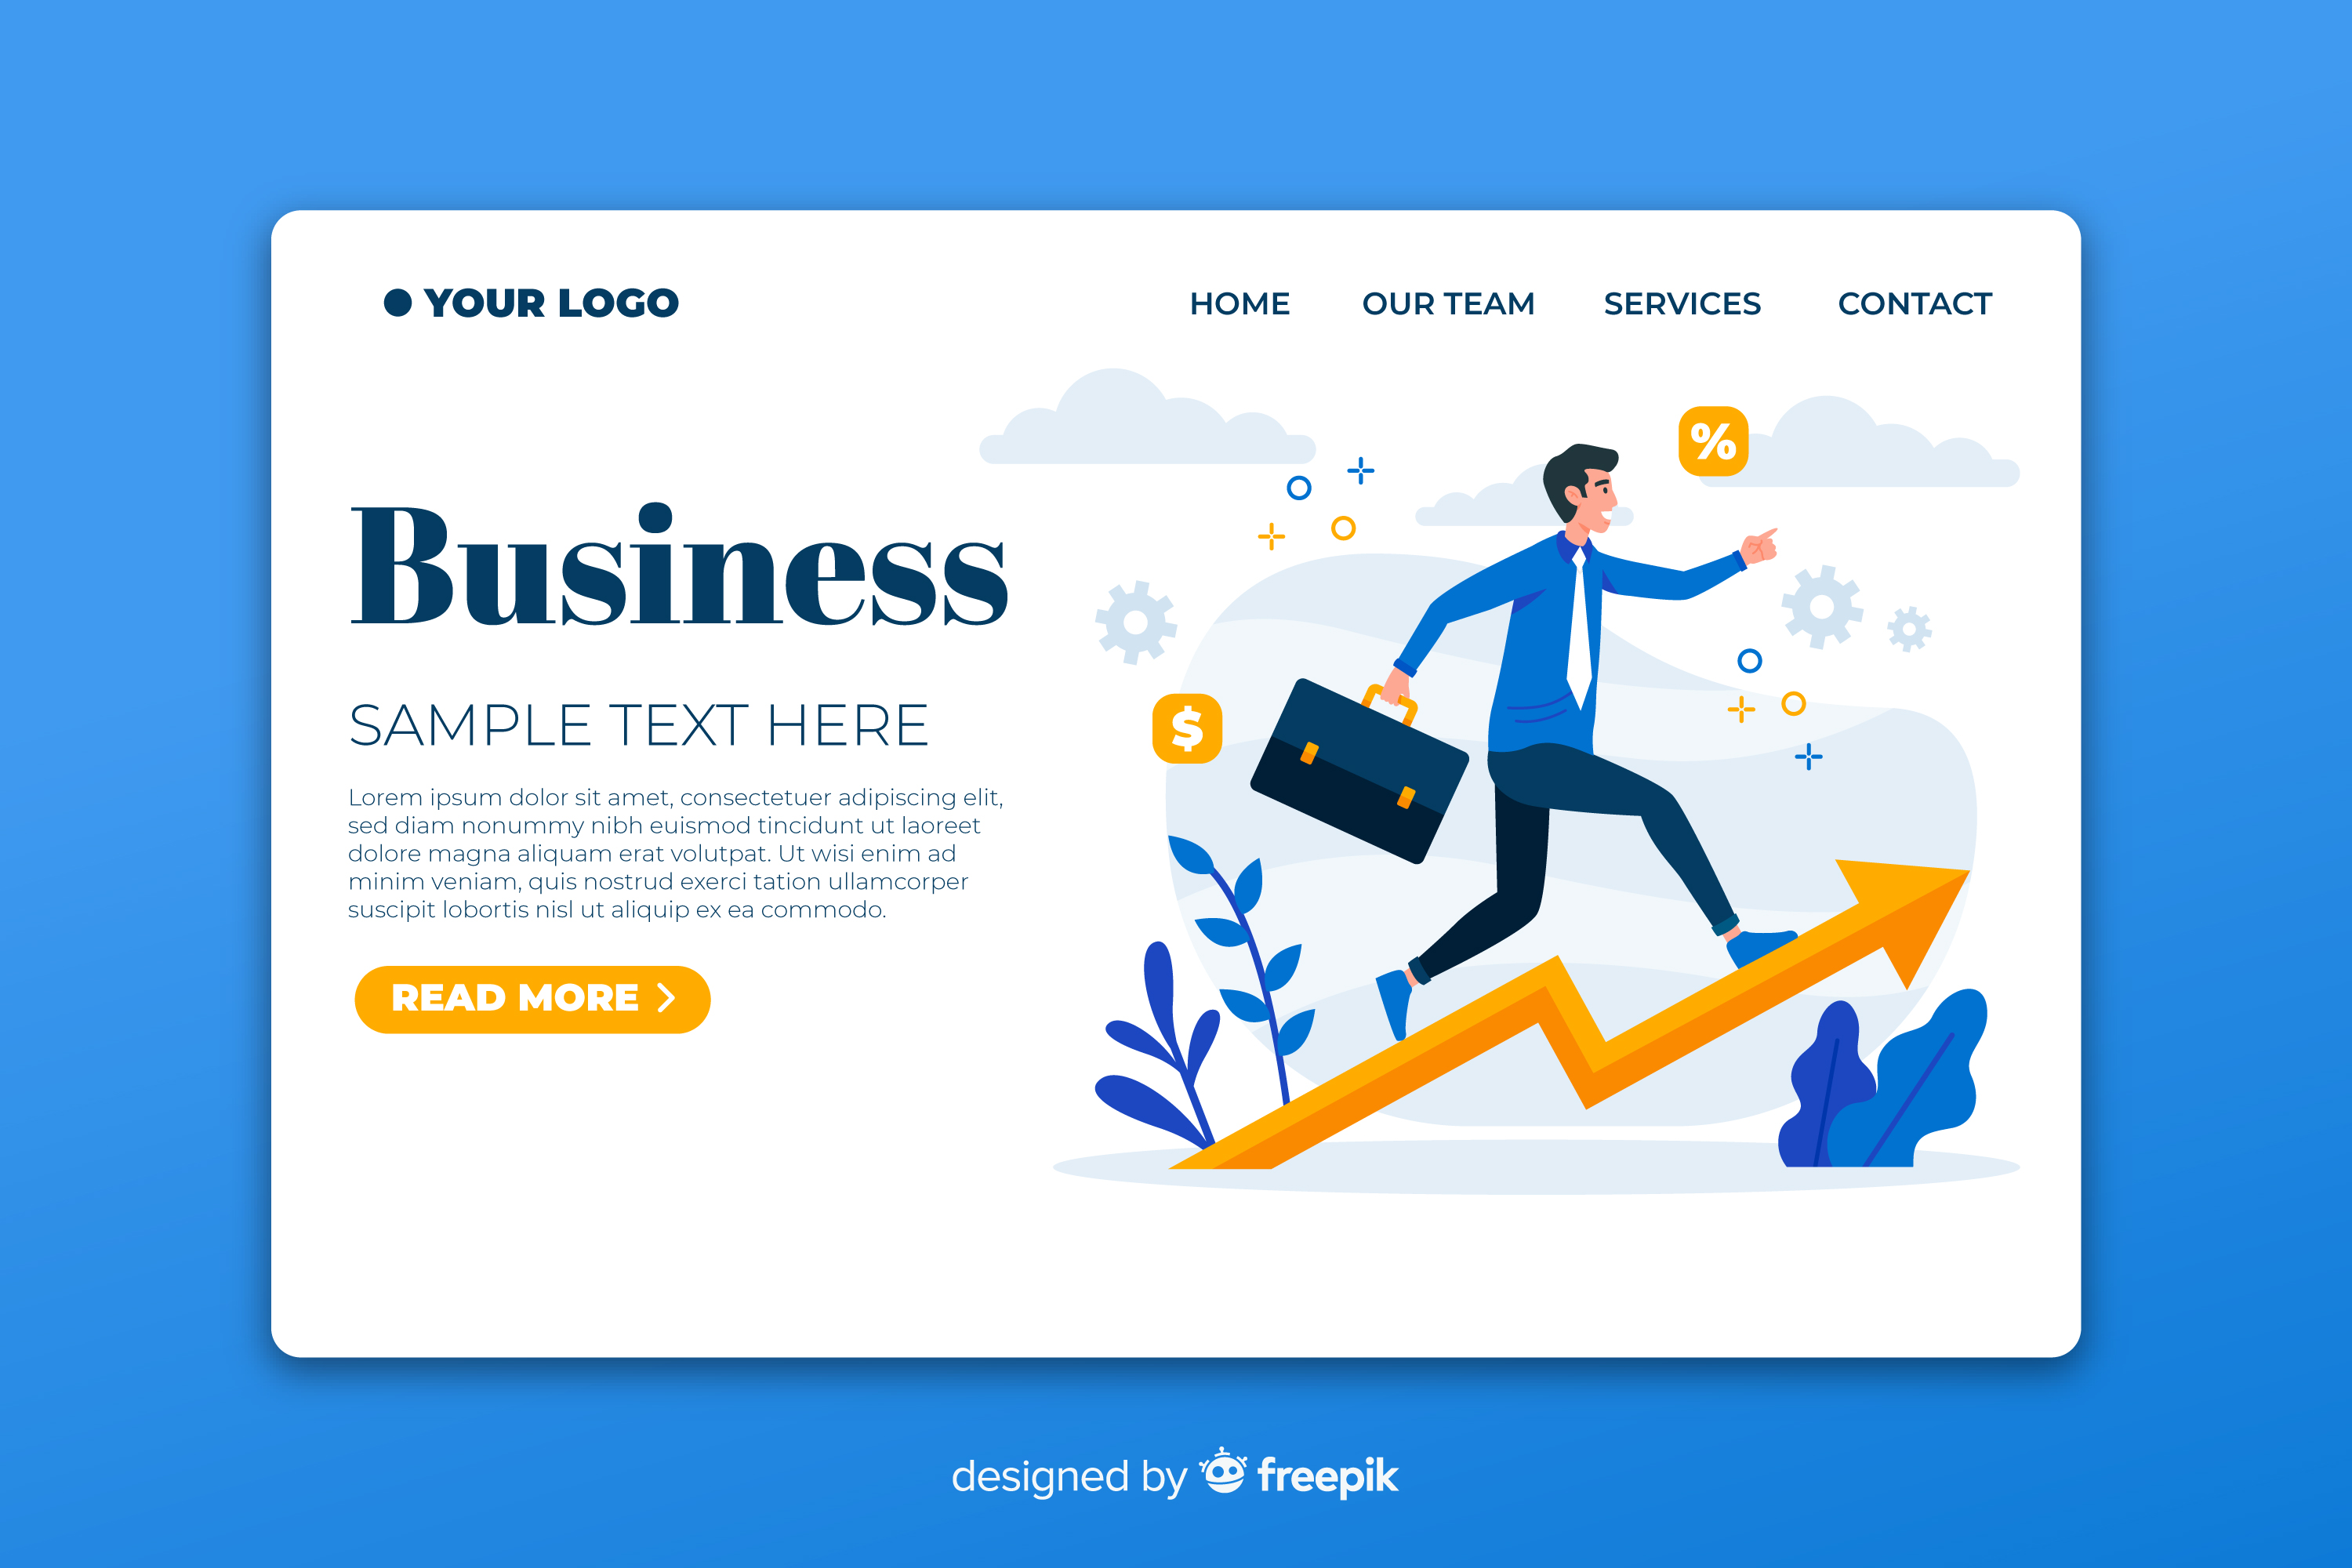 YOUR LOGO
HOME OUR TEAM SERVICES CONTACT
%
Business
$
SAMPLE TEXT HERE
Lorem ipsum dolor sit amet, consectetuer adipiscing elit,
sed diam nonummy nibh euismod tincidunt ut laoreet
dolore magna aliquam erat volutpat. Ut wisi enim ad
minim veniam, quis nostrud exerci tation ullamcorper
suscipit lobortis nisl ut aliquip ex ea commodo.
READ MORE
designed by freepik